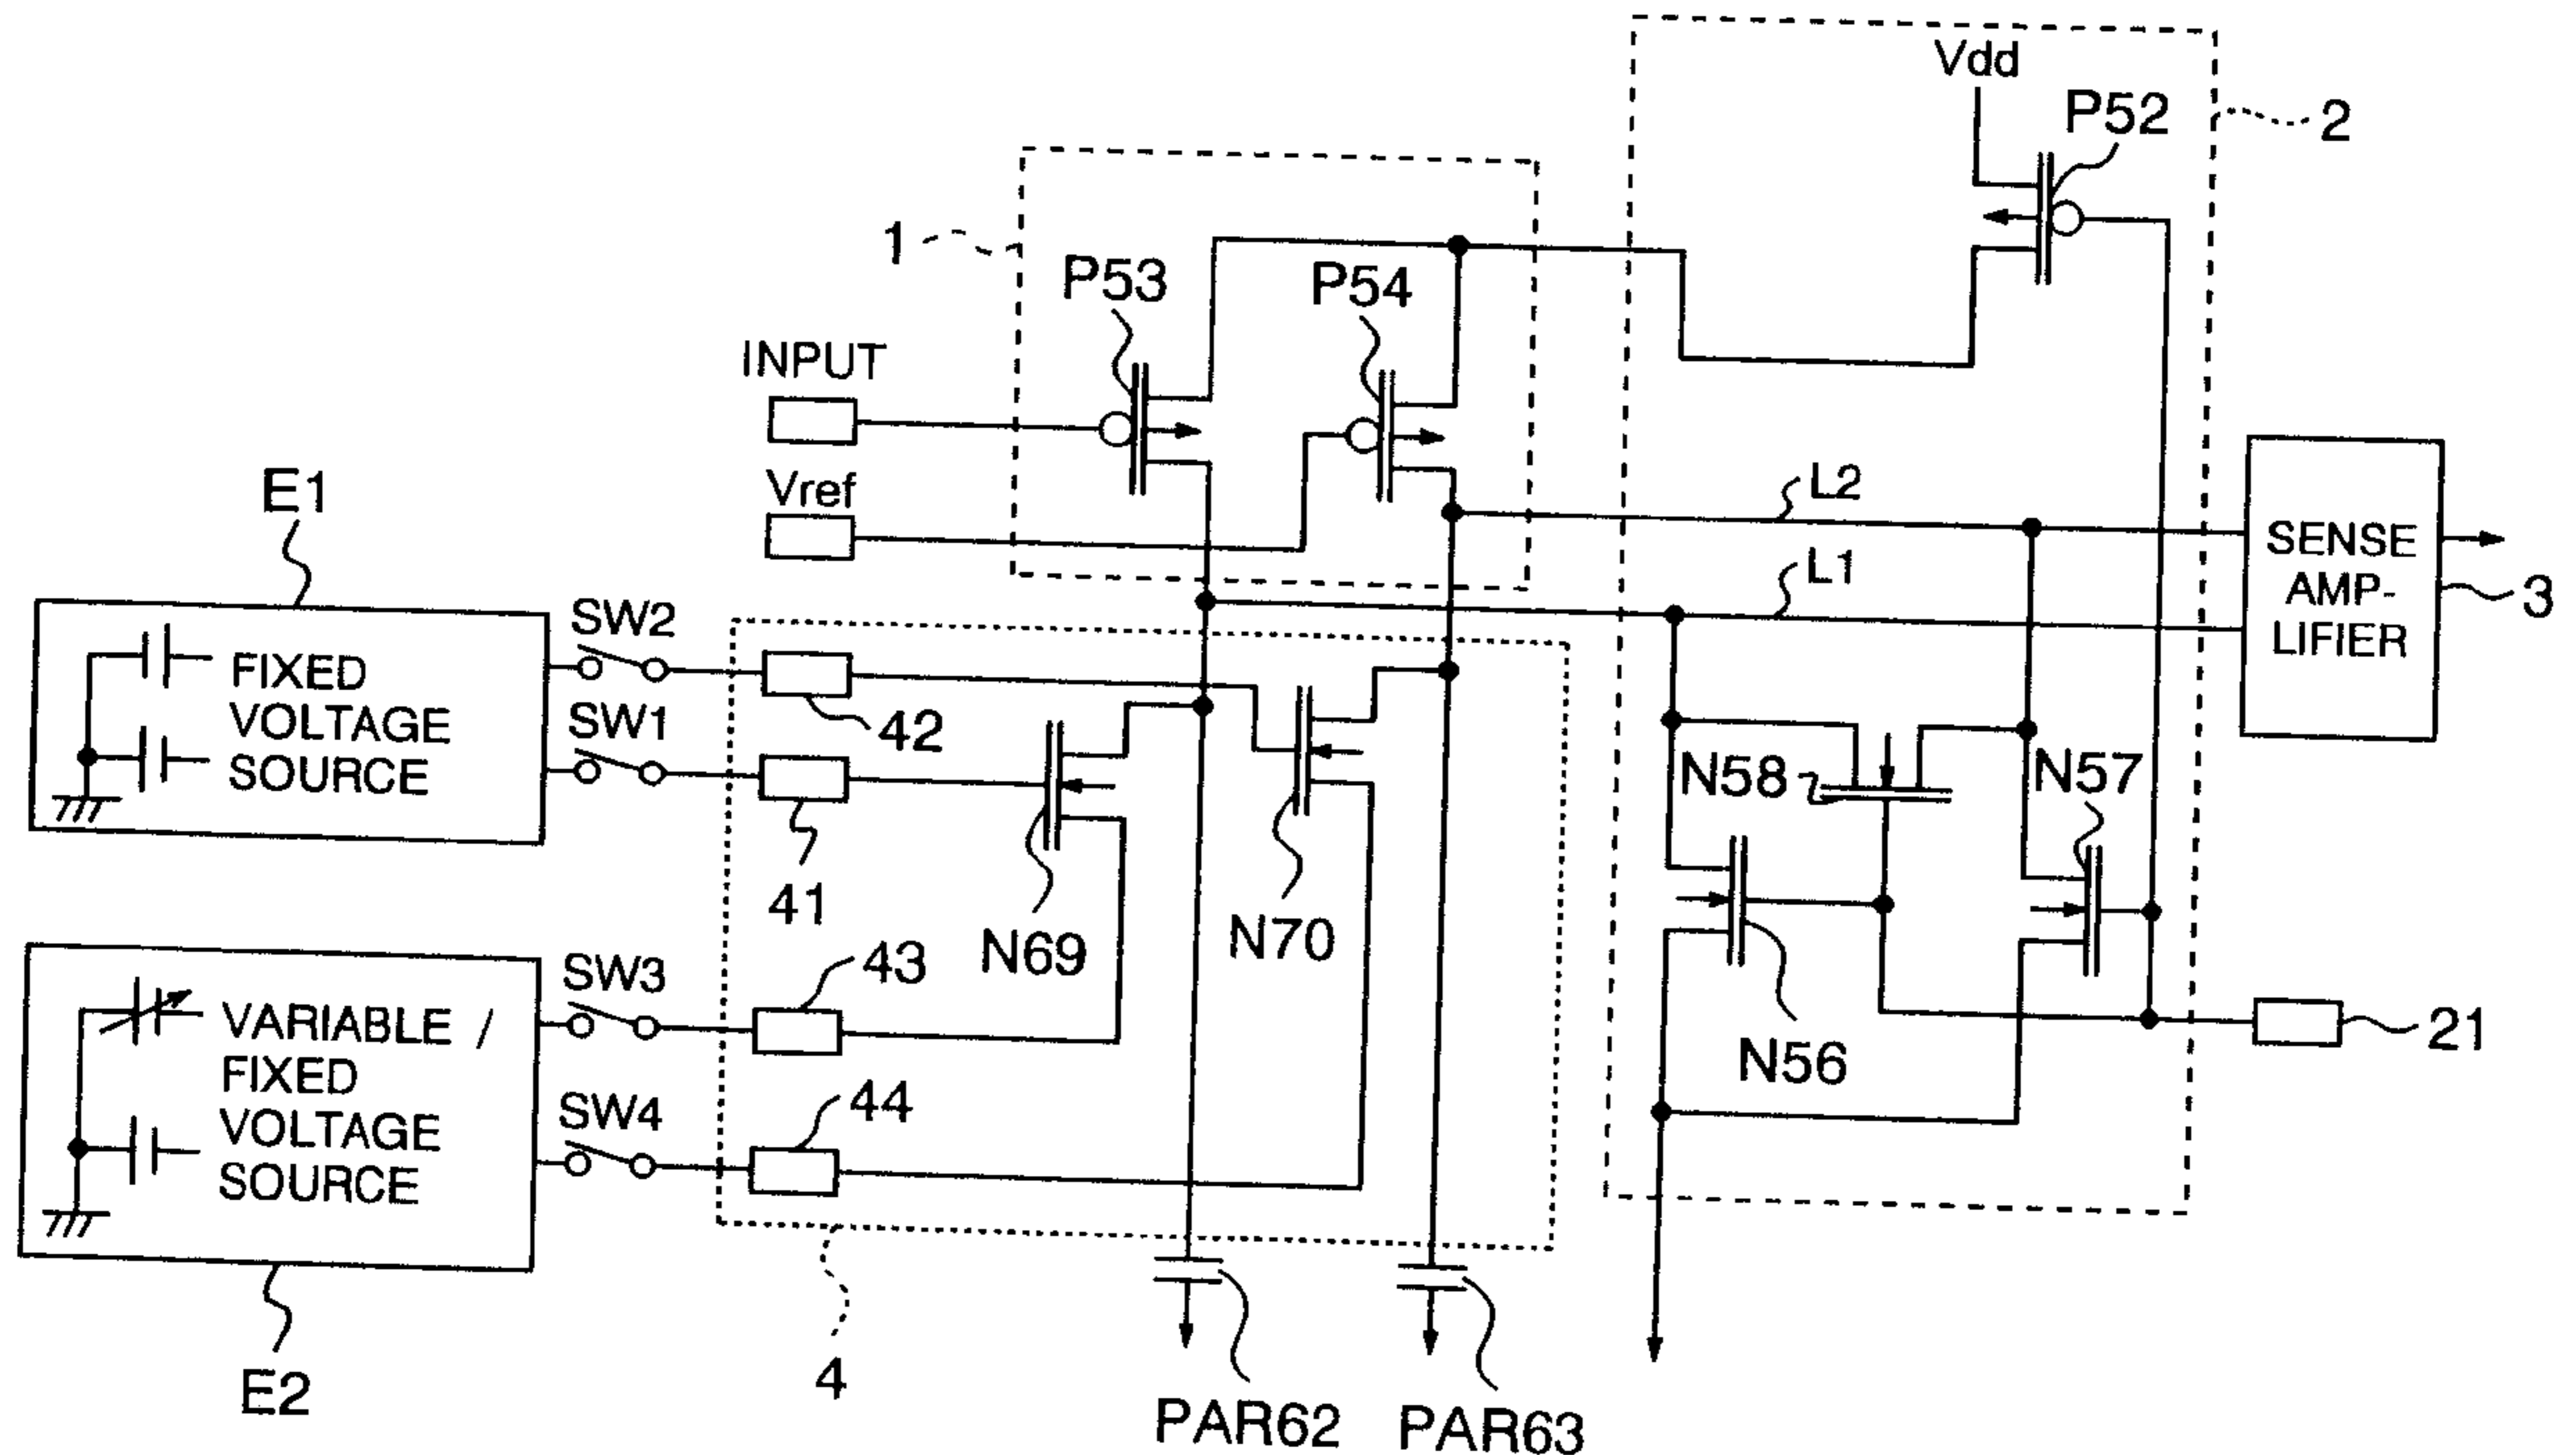 Vdd
P52
2
1
P53
P54
INPUT
Vref
L2
L1
SENSE
AMP-
LIFIER
3
E1
FIXED
VOLTAGE
SOURCE
SW2
SW1
42
41
N69
N70
N58
N57
N56
21
VARIABLE /
FIXED
VOLTAGE
SOURCE
SW3
SW4
43
44
E2
4
PAR62
PAR63